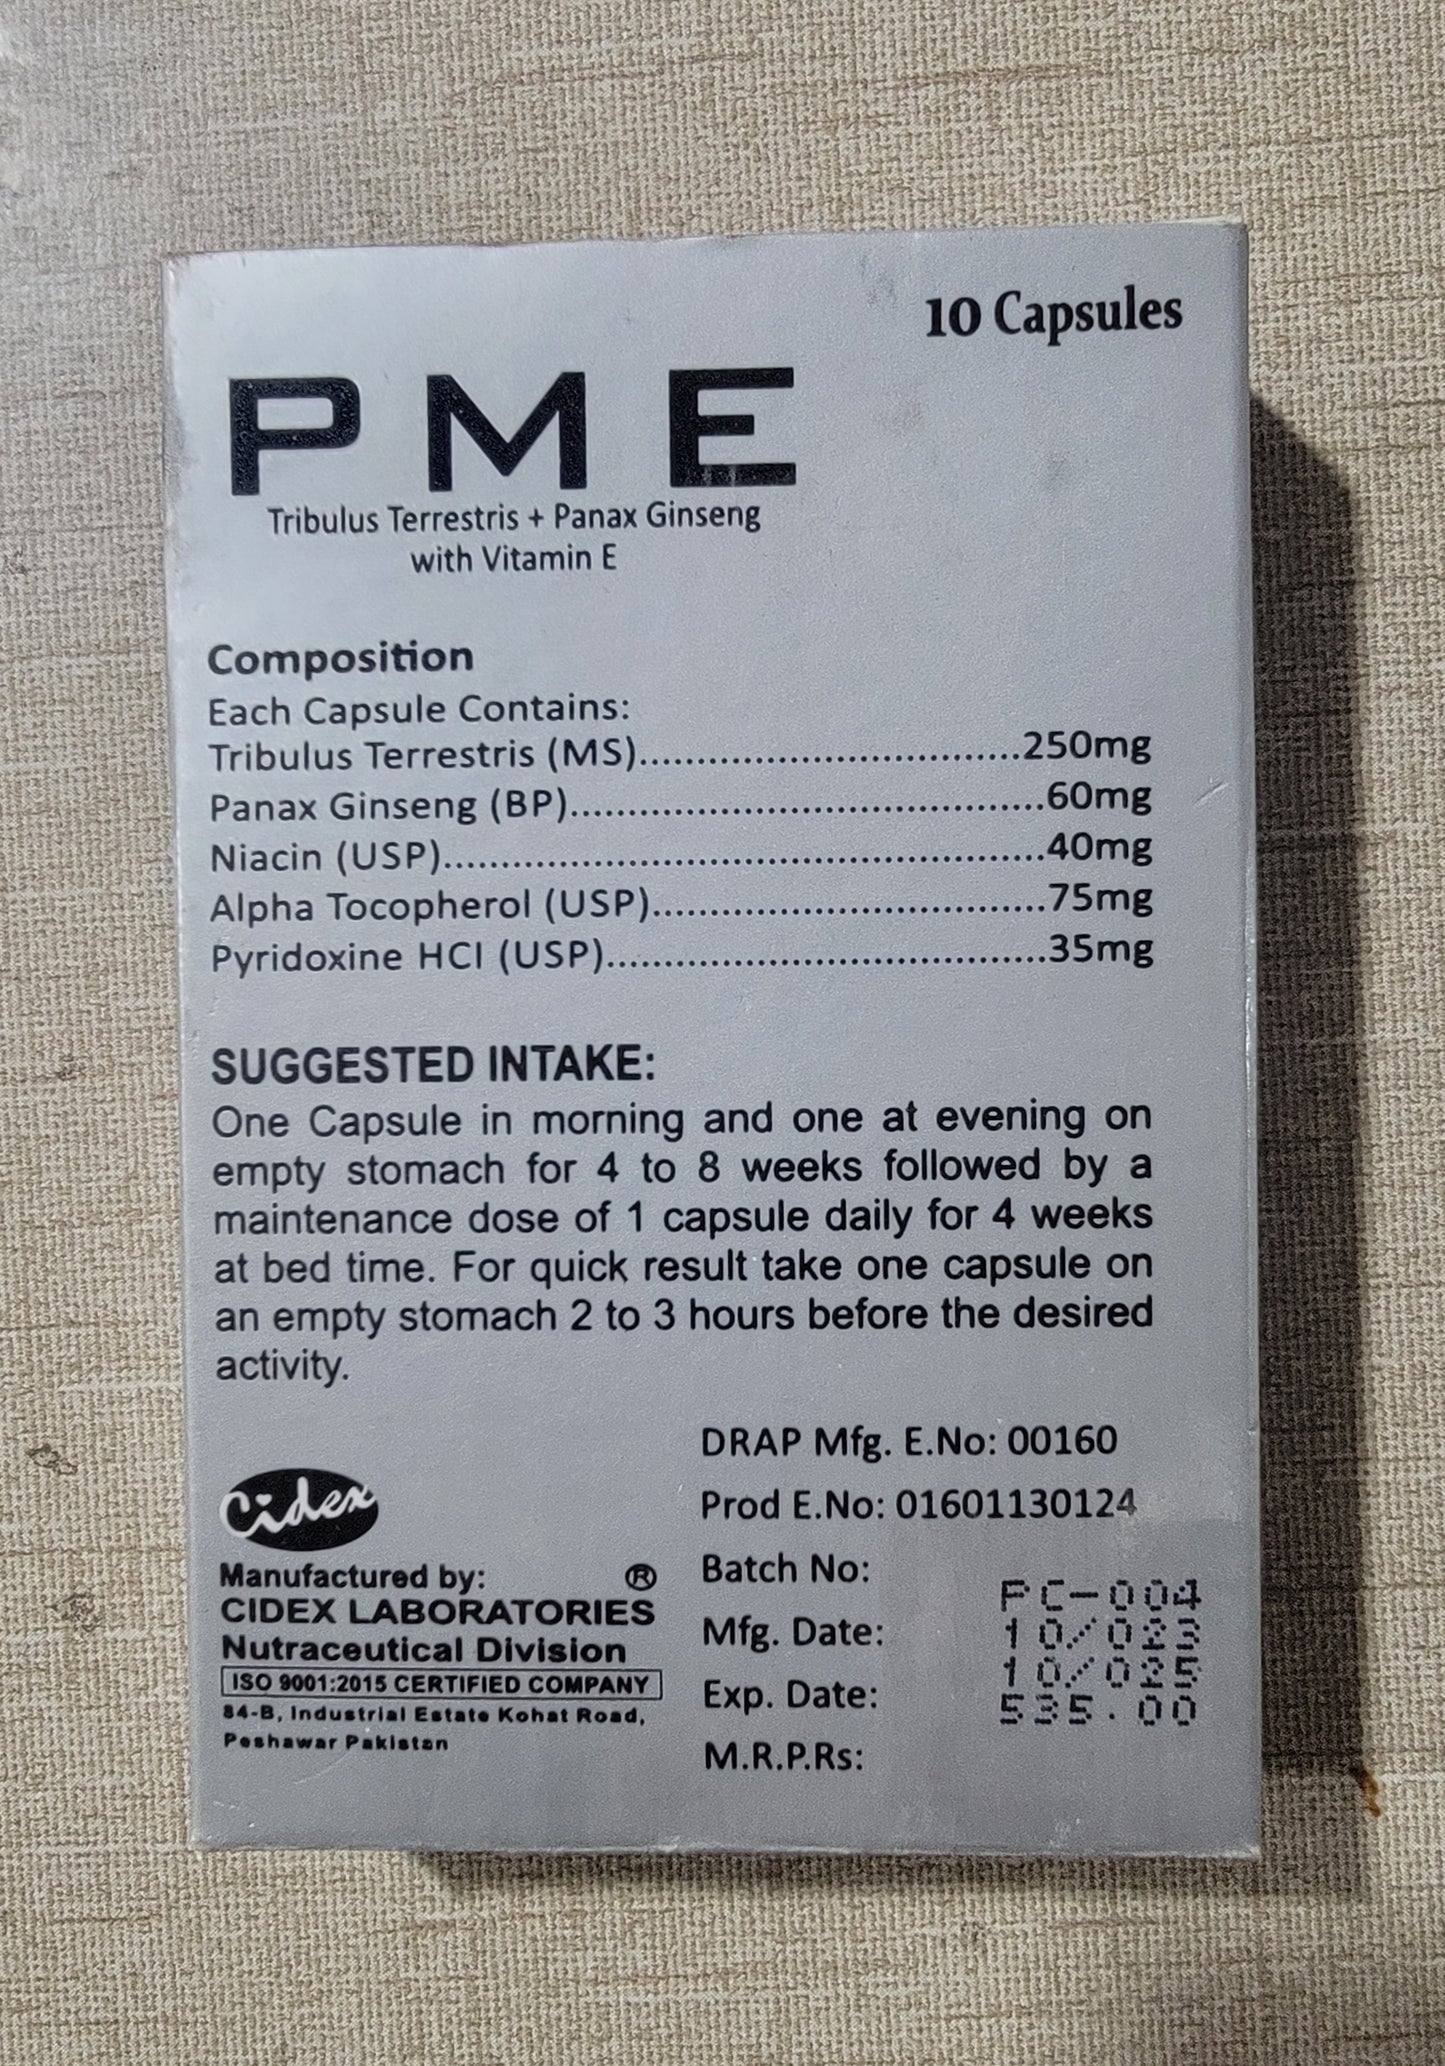 10 Capsules
PME
Tribulus Terrestris + Panax Ginseng
with Vitamin E
Composition
Each Capsule Contains:
Tribulus Terrestris (MS)................................250mg
Panax Ginseng (BP)........................................60mg
Niacin (USP)...................................................40mg
Alpha Tocopherol (USP).................................75mg
Pyridoxine HCl (USP).....................................35mg
SUGGESTED INTAKE:
One Capsule in morning and one at evening on
empty stomach for 4 to 8 weeks followed by a
maintenance dose of 1 capsule daily for 4 weeks
at bed time. For quick result take one capsule on
an empty stomach 2 to 3 hours before the desired
activity.
Cidex
Manufactured by: ®
CIDEX LABORATORIES
Nutraceutical Division
ISO 9001:2015 CERTIFIED COMPANY
84-B, Industrial Estate Kohat Road,
Peshawar Pakistan
DRAP Mfg. E.No: 00160
Prod E.No: 01601130124
Batch No: PC-004
Mfg. Date: 10/023
Exp. Date: 10/025
M.R.P.Rs: 535.00